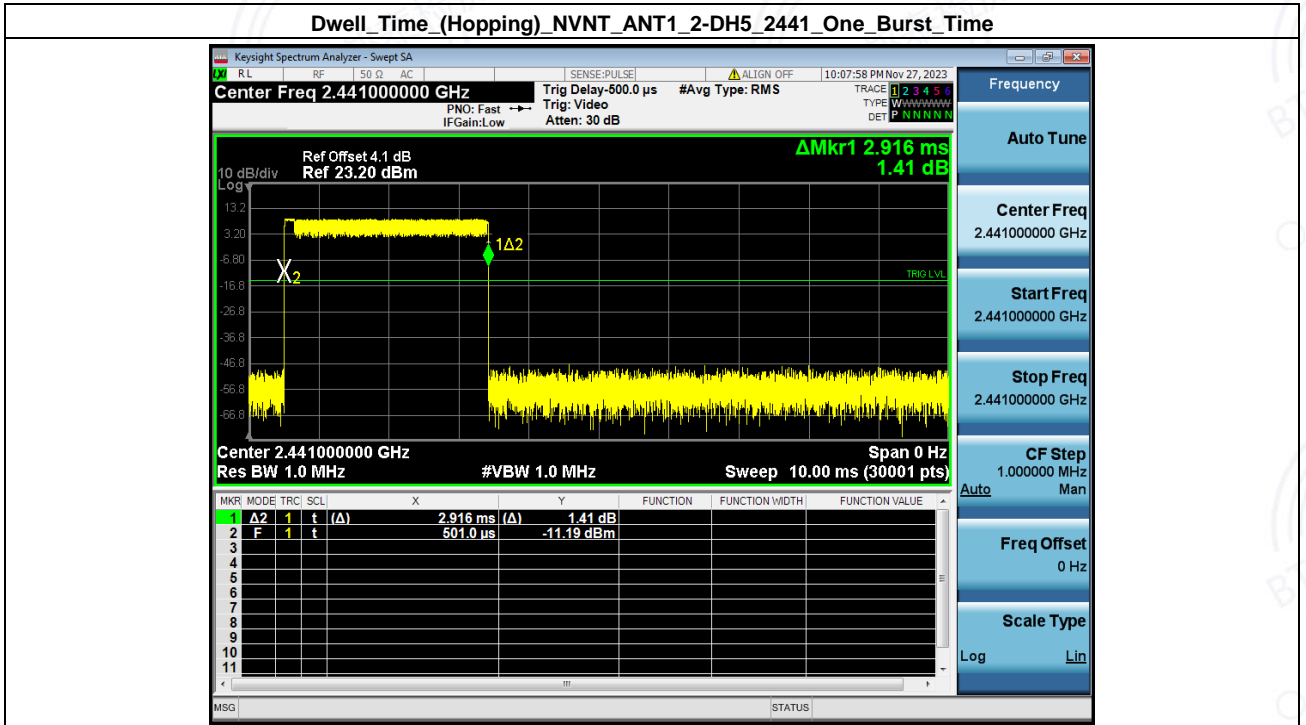 Dwell_Time_(Hopping)_NVNT_ANT1_2-DH5_2441_One_Burst_Time
Keysight Spectrum Analyzer - Swept SA
LXI RL RF 50 Ω AC SENSE:PULSE ALIGN OFF 10:07:58 PM Nov 27, 2023
Center Freq 2.441000000 GHz
PNO: Fast
IFGain:Low
Trig Delay-500.0 µs
Trig: Video
Atten: 30 dB
#Avg Type: RMS
TRACE 1 2 3 4 5 6
TYPE WWWWWWW
DET P N N N N N
ΔMkr1 2.916 ms
1.41 dB
Ref Offset 4.1 dB
10 dB/div Ref 23.20 dBm
Log
13.2
3.20
-6.80
-16.8
-26.8
-36.8
-46.8
-56.8
-66.8
1Δ2
X2
TRIG LVL
Center 2.441000000 GHz Span 0 Hz
Res BW 1.0 MHz #VBW 1.0 MHz Sweep 10.00 ms (30001 pts)
MKR MODE TRC SCL X Y FUNCTION FUNCTION WIDTH FUNCTION VALUE
1 Δ2 1 t (Δ) 2.916 ms (Δ) 1.41 dB
2 F 1 t 501.0 µs -11.19 dBm
3
4
5
6
7
8
9
10
11
MSG STATUS
Frequency
Auto Tune
Center Freq
2.441000000 GHz
Start Freq
2.441000000 GHz
Stop Freq
2.441000000 GHz
CF Step
1.000000 MHz
Auto Man
Freq Offset
0 Hz
Scale Type
Log Lin